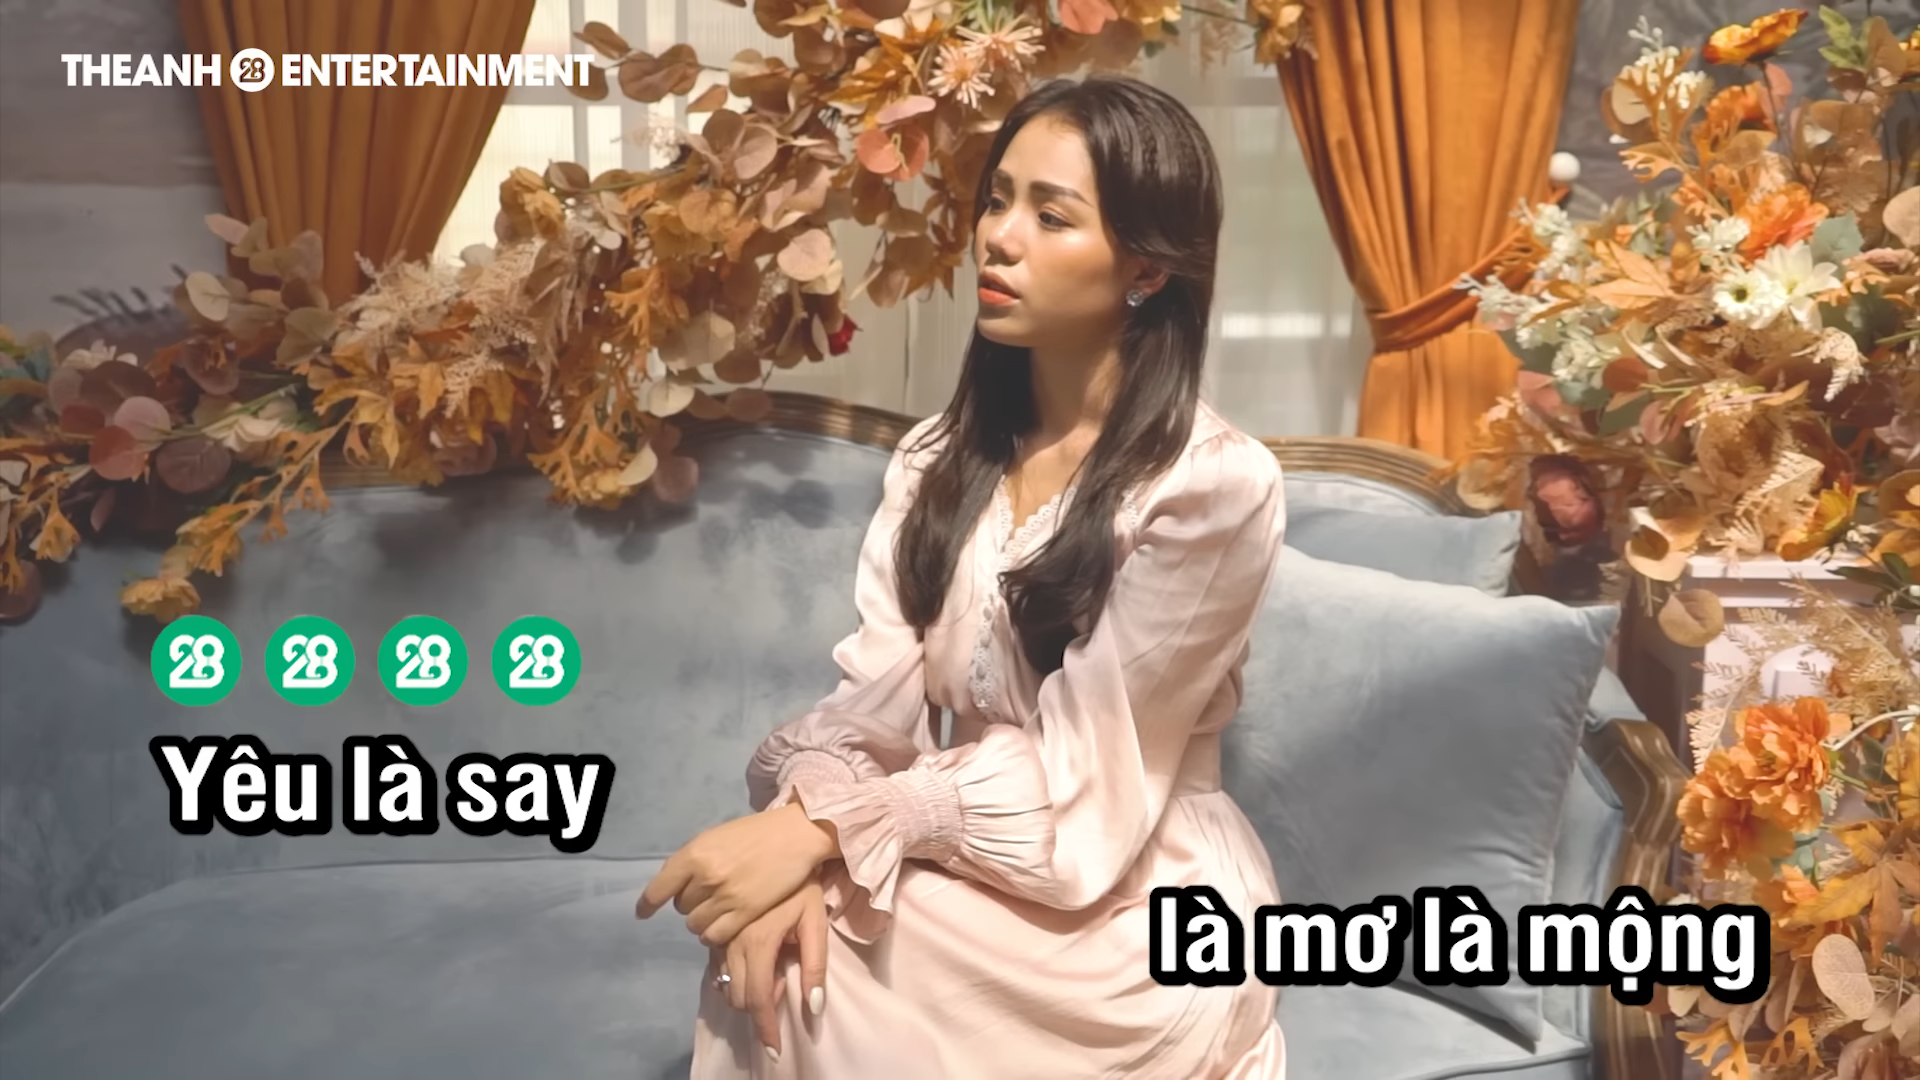 THEANH 28 ENTERTAINMENT
28 28 28 28
Yêu là say
là mơ là mộng